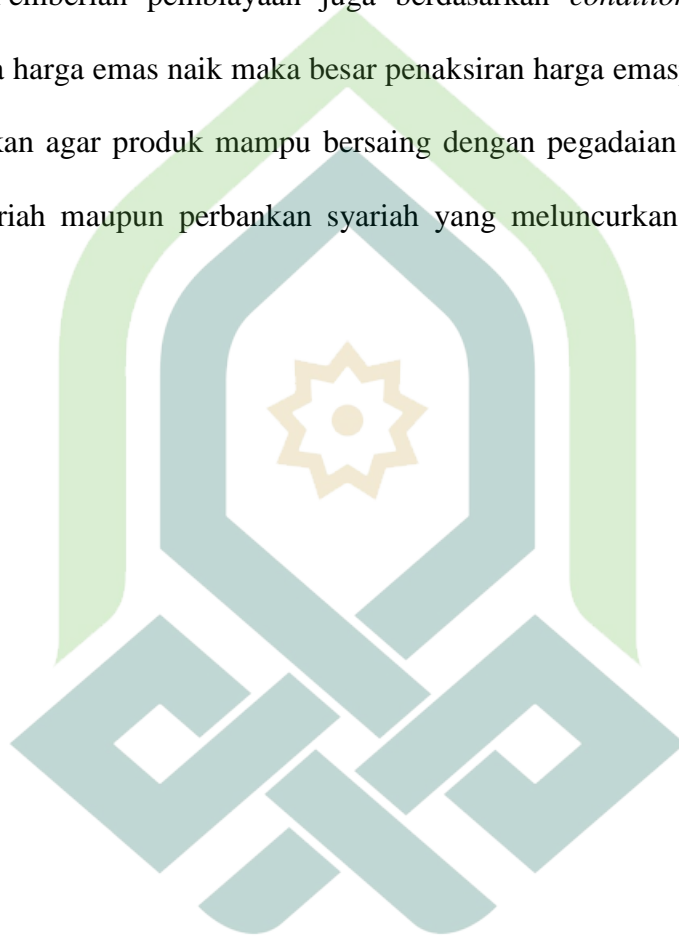 emberian pembiayaan juga berdasarkan condition
harga emas naik maka besar penaksiran harga emas
kan agar produk mampu bersaing dengan pegadaian
riah maupun perbankan syariah yang meluncurkan